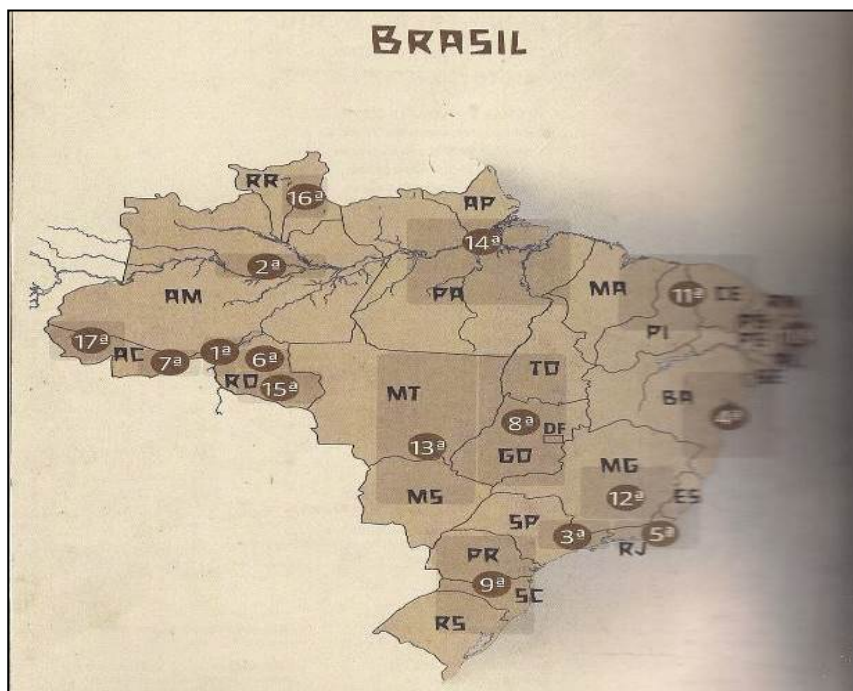 BRASIL
RR
16ª
AP
14ª
2ª
AM
PA
MA
11ª
CE
PI
17ª
AC
7ª
1ª
6ª
RO
15ª
TO
MT
BA
4ª
8ª
DF
13ª
GO
MG
MS
12ª
ES
SP
3ª
RJ
5ª
PR
9ª
SC
RS